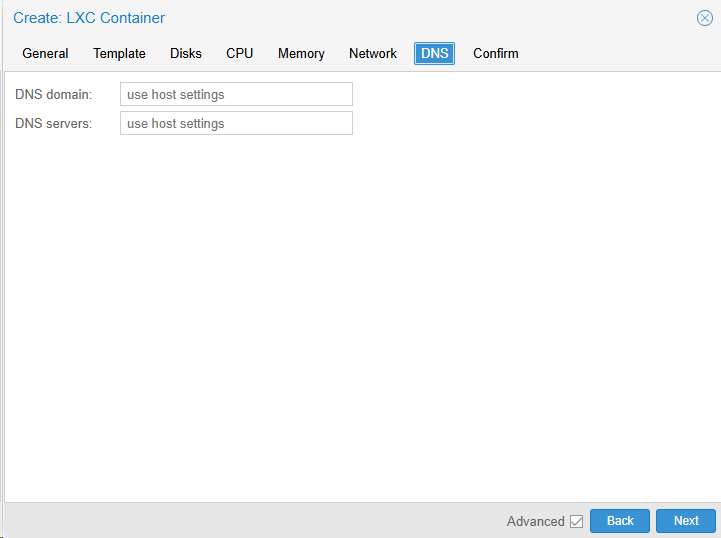 Create: LXC Container
General Template Disks CPU Memory Network DNS Confirm
DNS domain: use host settings
DNS servers: use host settings
Advanced Back Next